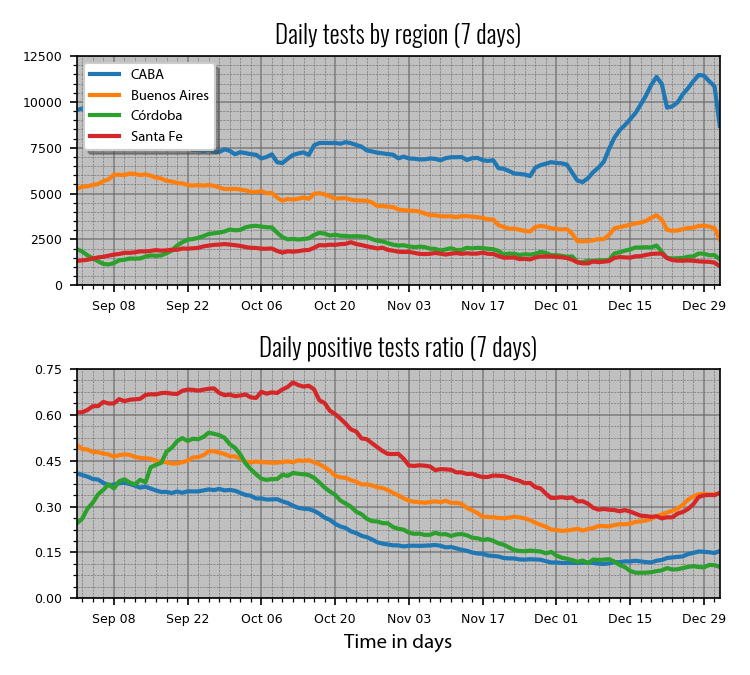 Daily tests by region (7 days)
12500
10000
7500
5000
2500
0
CABA
Buenos Aires
Córdoba
Santa Fe
Sep 08 Sep 22 Oct 06 Oct 20 Nov 03 Nov 17 Dec 01 Dec 15 Dec 29
Daily positive tests ratio (7 days)
0.75
0.60
0.45
0.30
0.15
0.00
Sep 08 Sep 22 Oct 06 Oct 20 Nov 03 Nov 17 Dec 01 Dec 15 Dec 29
Time in days